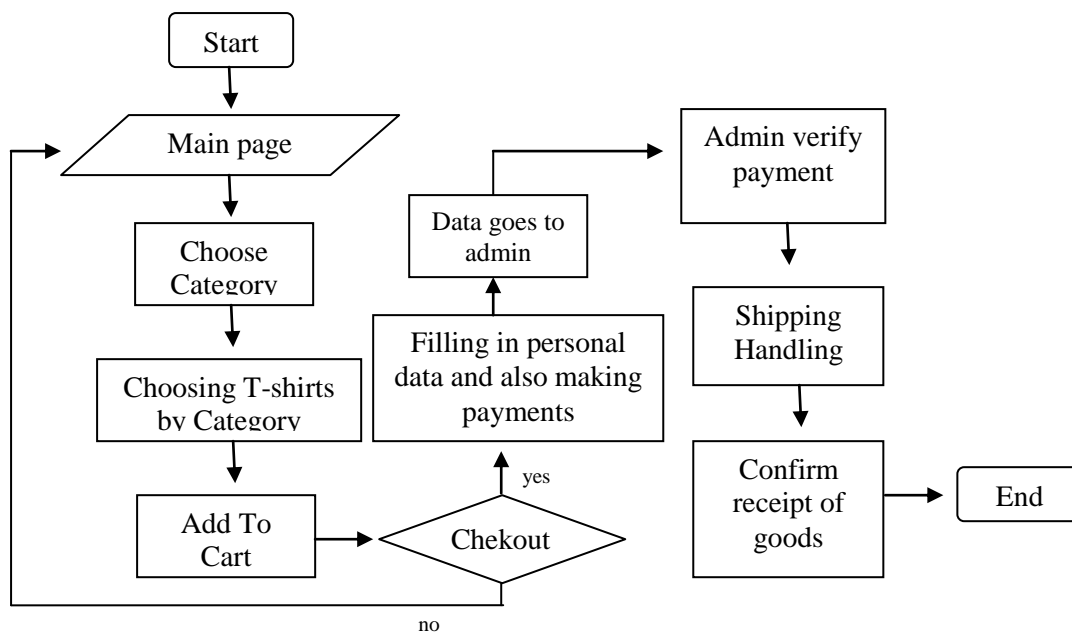 Start
Main page
Choose
Category
Choosing T-shirts
by Category
Add To
Cart
Chekout
yes
no
Filling in personal
data and also making
payments
Data goes to
admin
Admin verify
payment
Shipping
Handling
Confirm
receipt of
goods
End